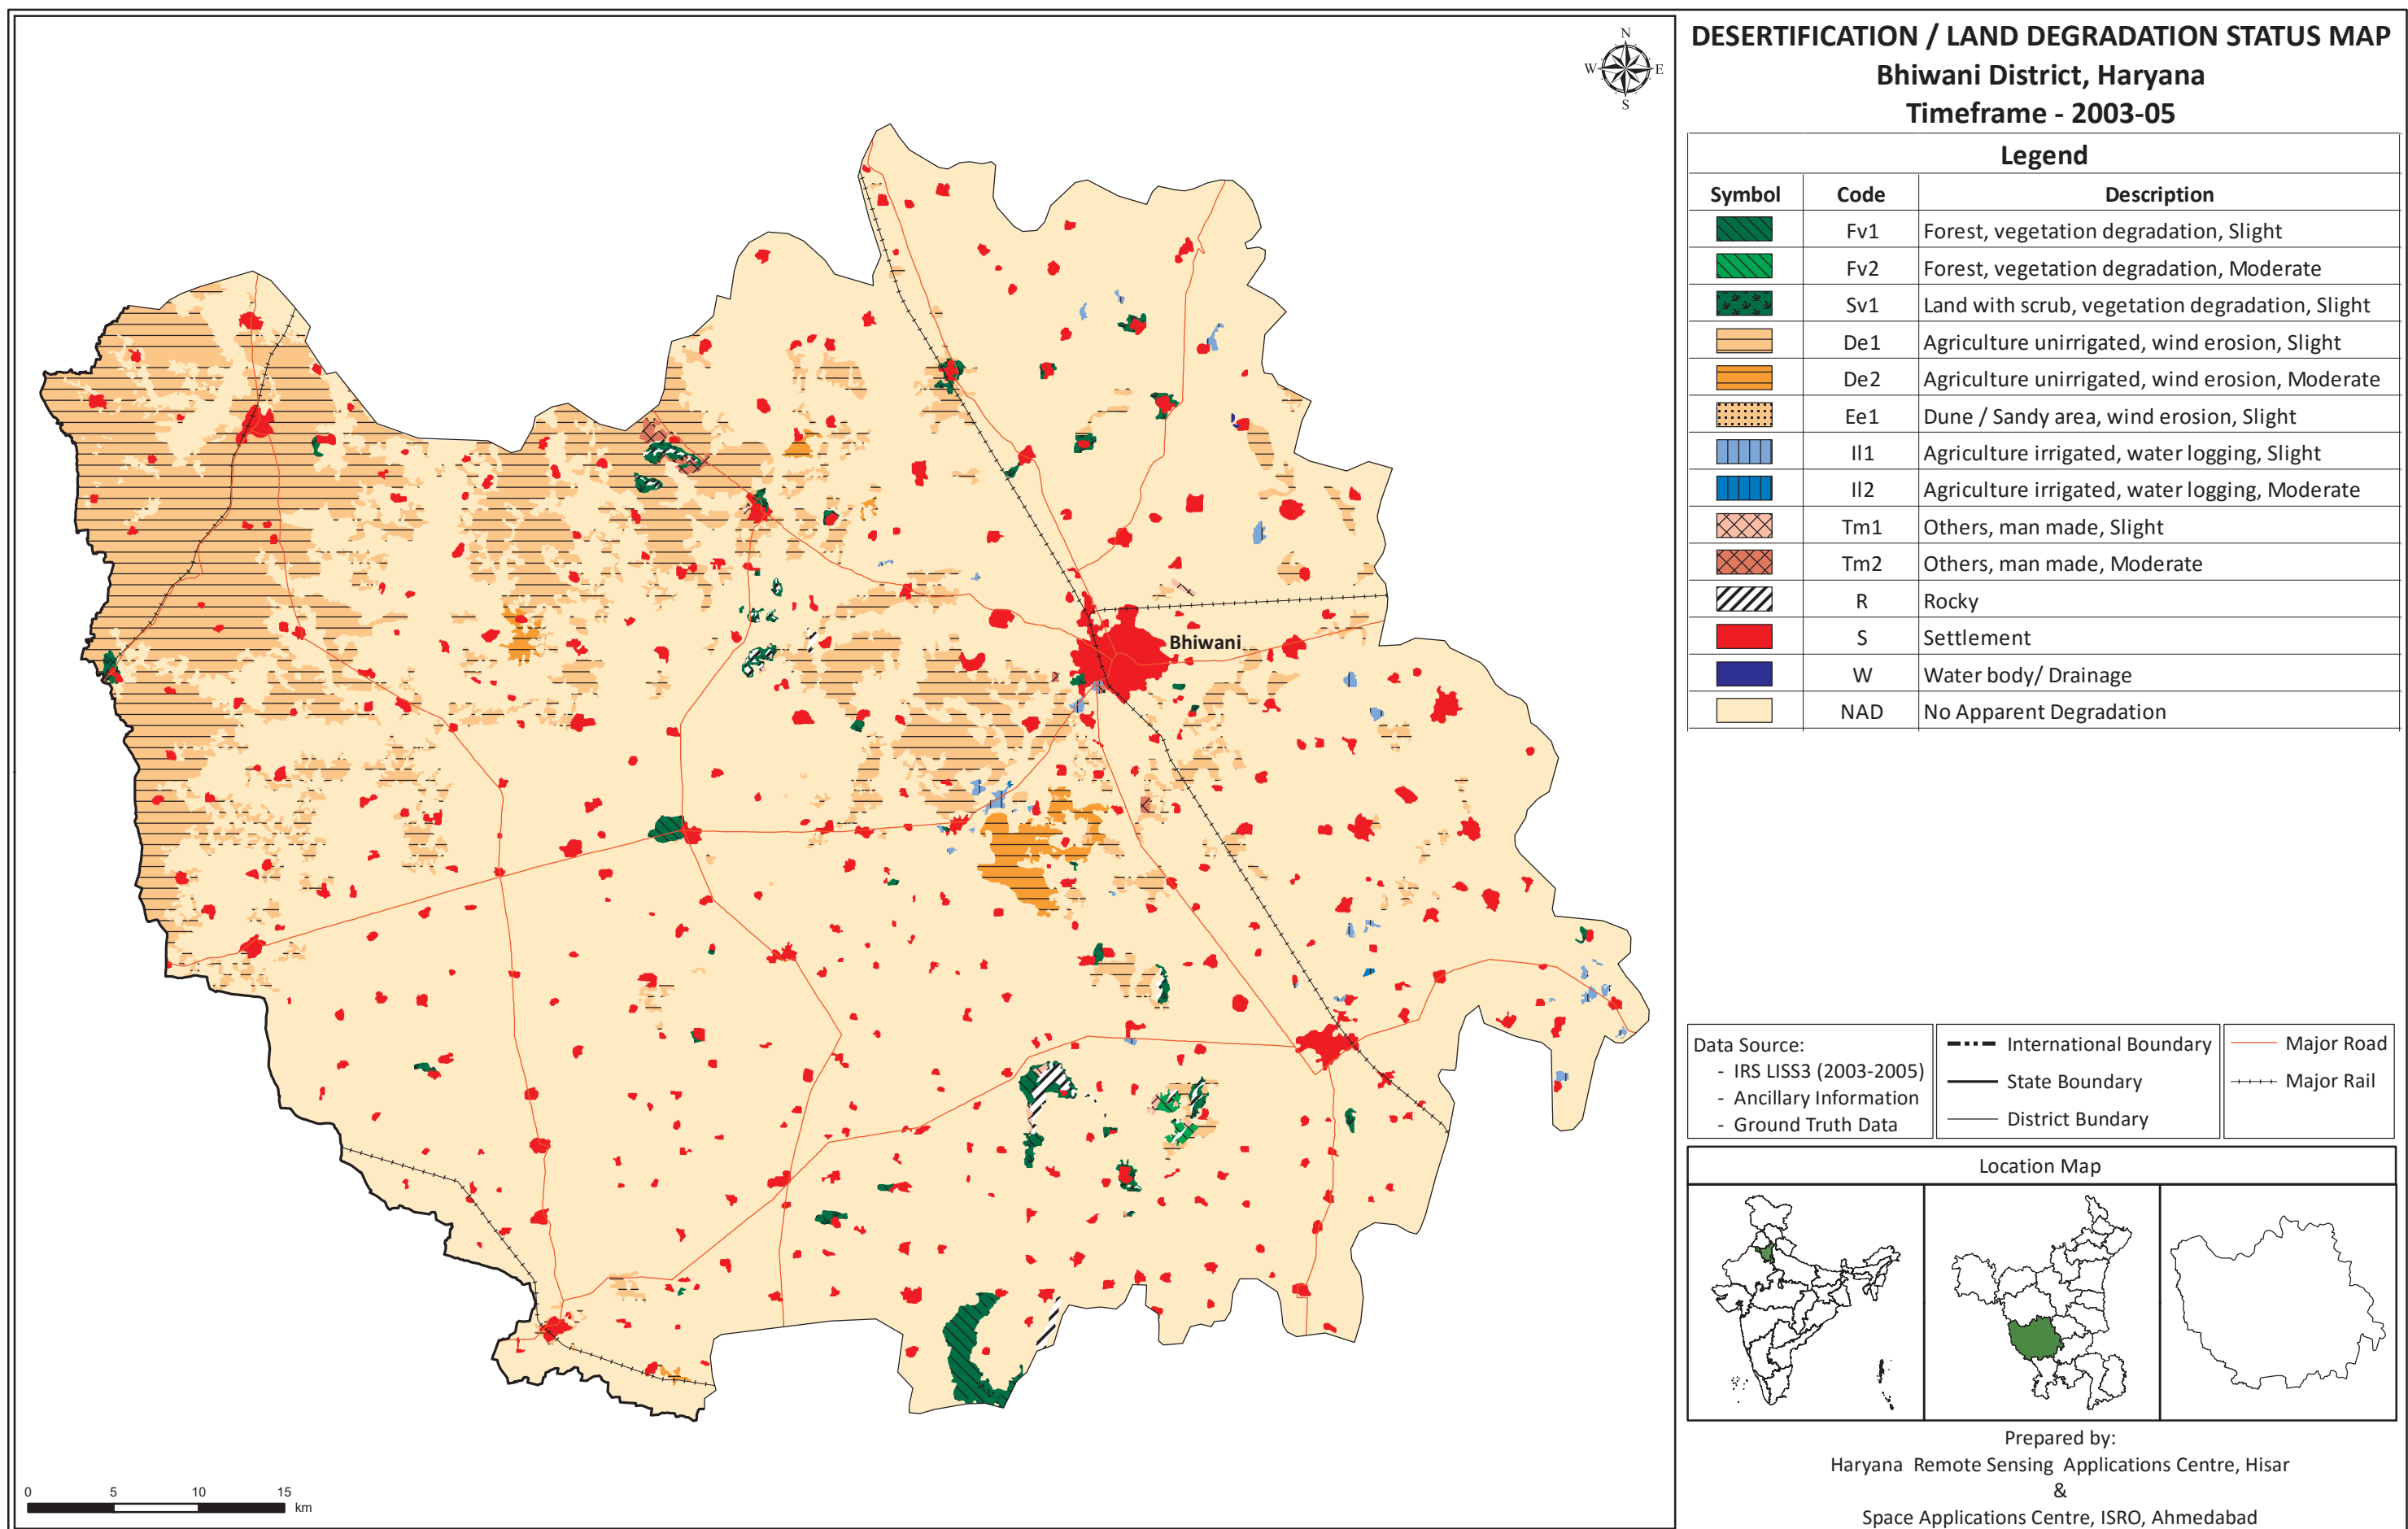 N
W
E
S
Bhiwani
0 5 10 15
km
DESERTIFICATION / LAND DEGRADATION STATUS MAP
Bhiwani District, Haryana
Timeframe - 2003-05
Legend
Symbol Code Description
Fv1 Forest, vegetation degradation, Slight
Fv2 Forest, vegetation degradation, Moderate
Sv1 Land with scrub, vegetation degradation, Slight
De1 Agriculture unirrigated, wind erosion, Slight
De2 Agriculture unirrigated, wind erosion, Moderate
Ee1 Dune / Sandy area, wind erosion, Slight
Il1 Agriculture irrigated, water logging, Slight
Il2 Agriculture irrigated, water logging, Moderate
Tm1 Others, man made, Slight
Tm2 Others, man made, Moderate
R Rocky
S Settlement
W Water body/ Drainage
NAD No Apparent Degradation
Data Source:
- IRS LISS3 (2003-2005)
- Ancillary Information
- Ground Truth Data
International Boundary
State Boundary
District Bundary
Major Road
Major Rail
Location Map
Prepared by:
Haryana Remote Sensing Applications Centre, Hisar
&
Space Applications Centre, ISRO, Ahmedabad